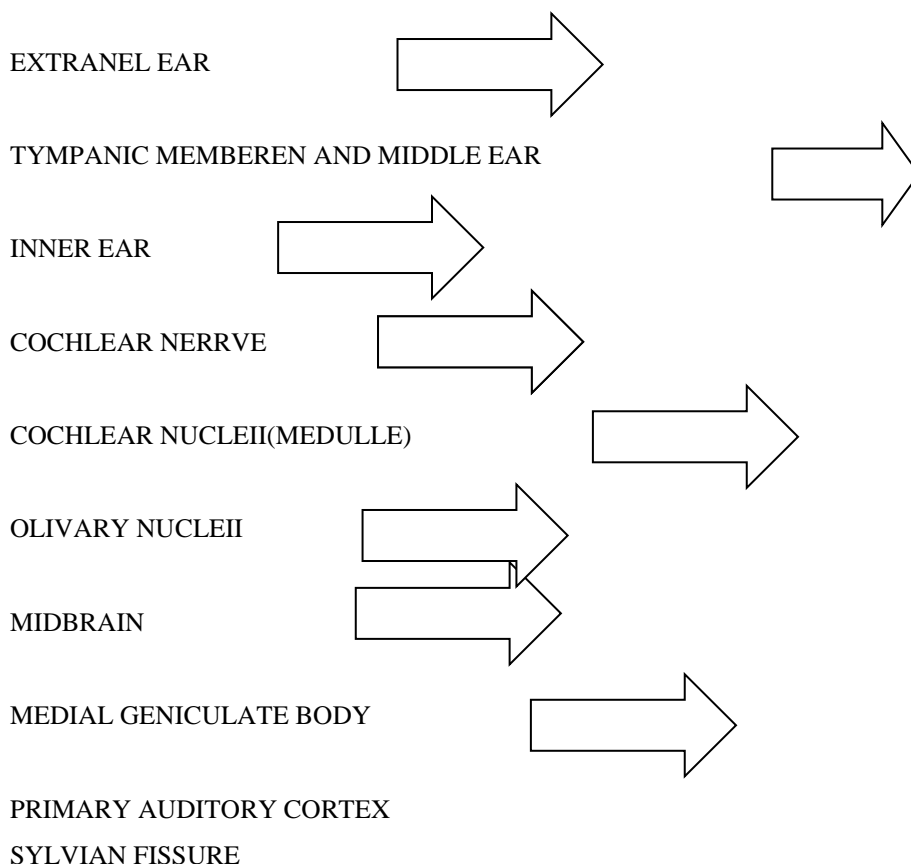 EXTRANEL EAR
TYMPANIC MEMBEREN AND MIDDLE EAR
INNER EAR
COCHLEAR NERRVE
COCHLEAR NUCLEII(MEDULLE)
OLIVARY NUCLEII
MIDBRAIN
MEDIAL GENICULATE BODY
PRIMARY AUDITORY CORTEX
SYLVIAN FISSURE